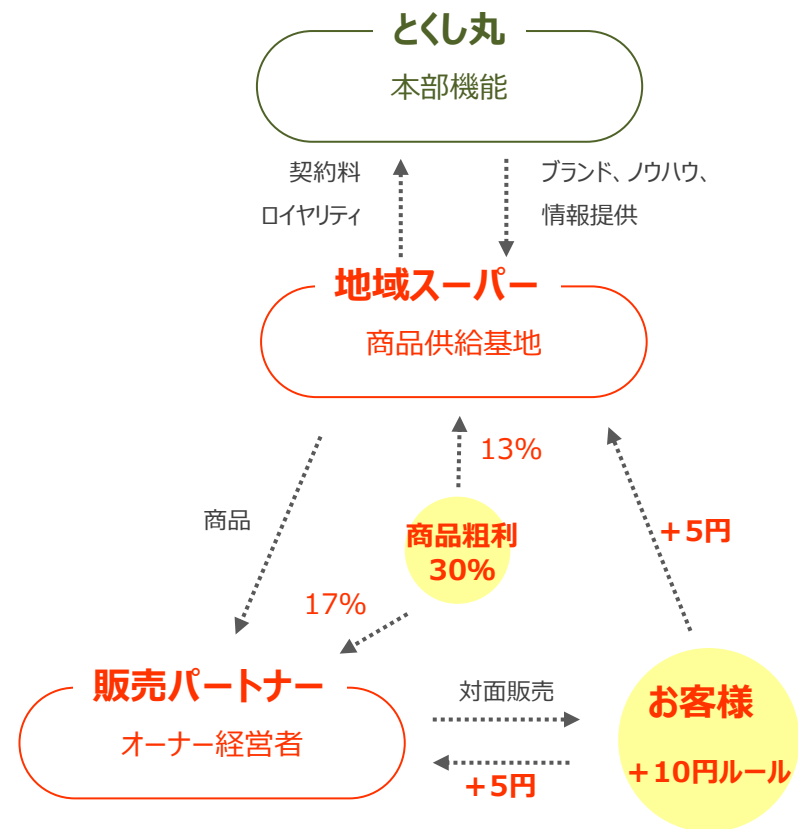 とくし丸
本部機能
契約料
ロイヤリティ
ブランド、ノウハウ、
情報提供
地域スーパー
商品供給基地
13%
商品
商品粗利
30%
＋5円
17%
販売パートナー
オーナー経営者
対面販売
＋5円
お客様
＋10円ルール